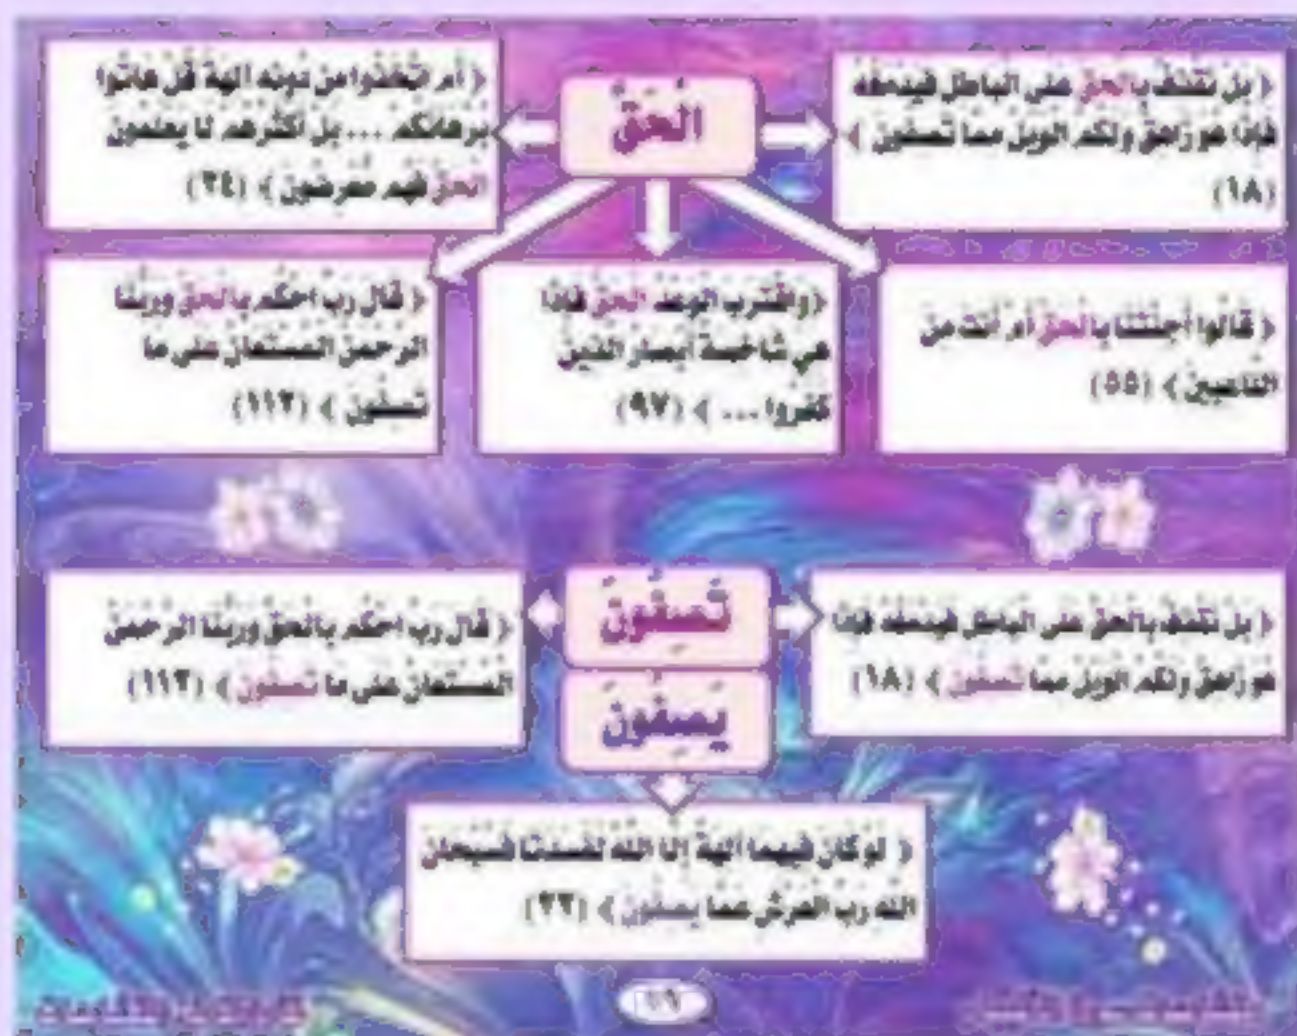 الحق
﴿ بل نقذف بالحق على الباطل فيدمغه
فإذا هو زاهق ولكم الويل مما تصفون ﴾
(١٨)
﴿ أم اتخذوا من دونه آلهة قل هاتوا
برهانكم ... بل أكثرهم لا يعلمون
الحق فهم معرضون ﴾ (٢٤)
﴿ قالوا أجئتنا بالحق أم أنت من
اللاعبين ﴾ (٥٥)
﴿واقترب الوعد الحق فإذا
هي شاخصة أبصار الذين
كفروا ... ﴾ (٩٧)
﴿ قال رب احكم بالحق وربنا
الرحمن المستعان على ما
تصفون ﴾ (١١٢)
تَصِفُونَ
يَصِفُونَ
﴿ بل نقذف بالحق على الباطل فيدمغه فإذا
هو زاهق ولكم الويل مما تصفون ﴾ (١٨)
﴿ قال رب احكم بالحق وربنا الرحمن
المستعان على ما تصفون ﴾ (١١٢)
﴿ لو كان فيهما آلهة إلا الله لفسدتا فسبحان
الله رب العرش عما يصفون ﴾ (٢٢)